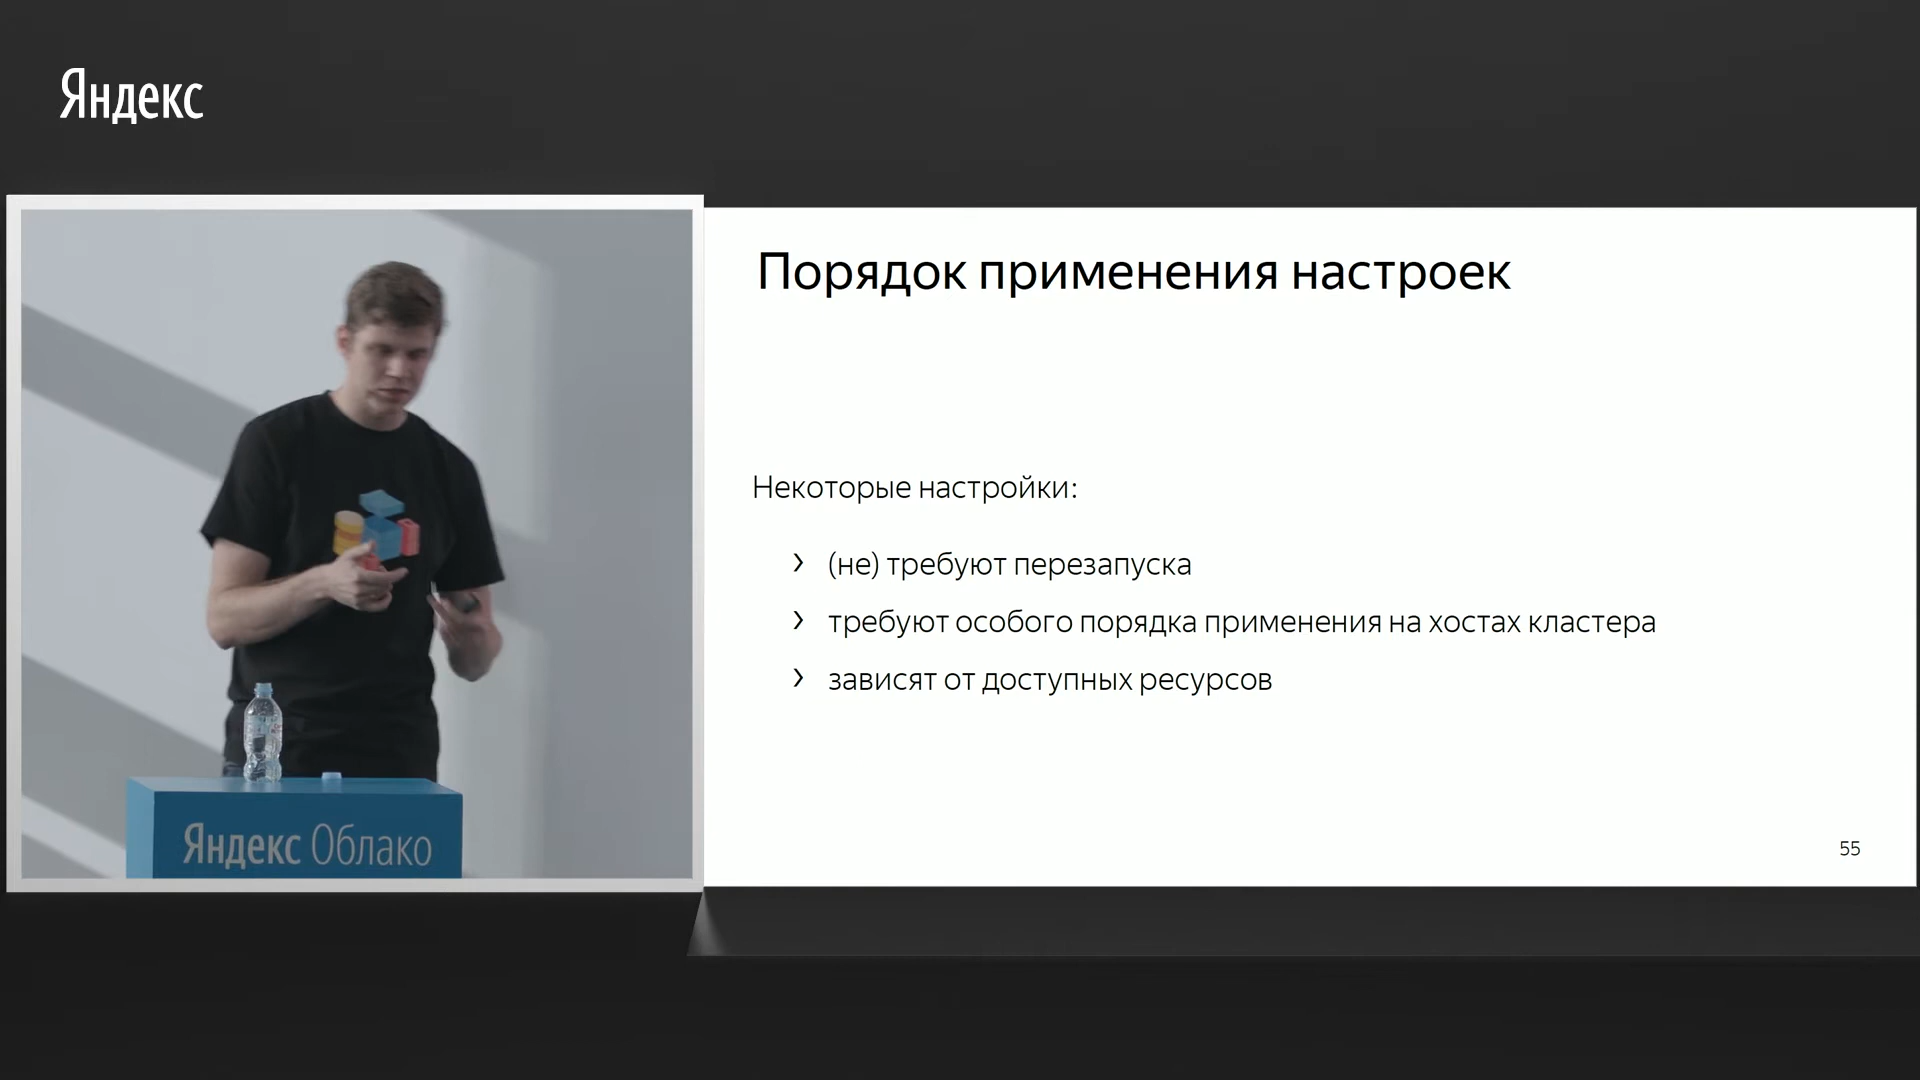 Яндекс
Порядок применения настроек
Некоторые настройки:
› (не) требуют перезапуска
› требуют особого порядка применения на хостах кластера
› зависят от доступных ресурсов
55
Яндекс Облако